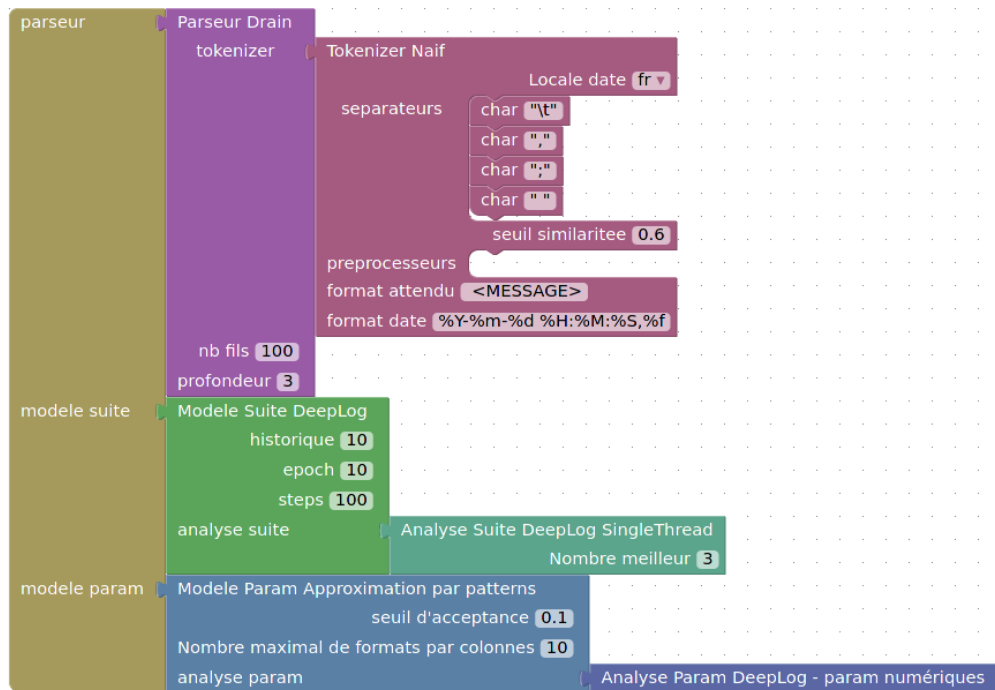 parseur Parseur Drain
tokenizer Tokenizer Naif
Locale date fr ▾
separateurs char "\t"
char ","
char ";"
char " "
seuil similaritee 0.6
preprocesseurs
format attendu <MESSAGE>
format date %Y-%m-%d %H:%M:%S,%f
nb fils 100
profondeur 3
modele suite Modele Suite DeepLog
historique 10
epoch 10
steps 100
analyse suite Analyse Suite DeepLog SingleThread
Nombre meilleur 3
modele param Modele Param Approximation par patterns
seuil d'acceptance 0.1
Nombre maximal de formats par colonnes 10
analyse param Analyse Param DeepLog - param numériques